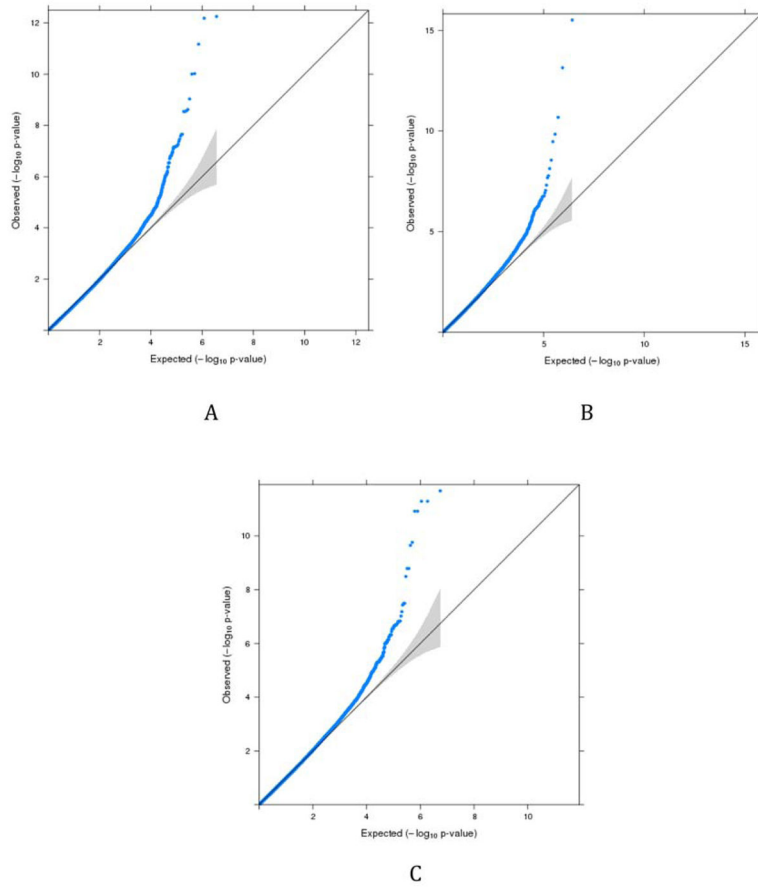 12
10
8
6
4
2
Observed (−log10 p-value)
2 4 6 8 10 12
Expected (−log10 p-value)
A
15
10
5
Observed (−log10 p-value)
5 10 15
Expected (−log10 p-value)
B
10
8
6
4
2
Observed (−log10 p-value)
2 4 6 8 10
Expected (−log10 p-value)
C